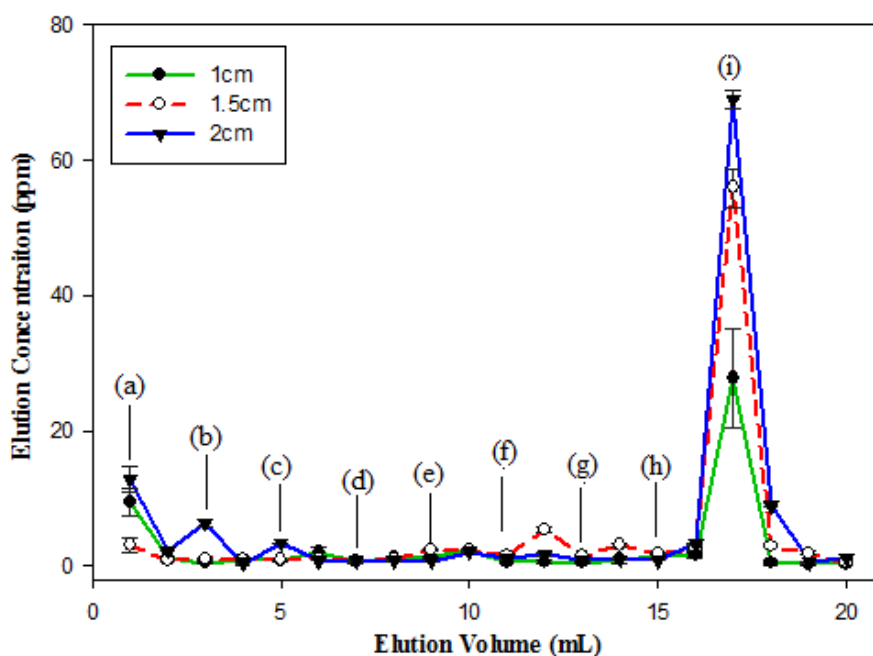 80
60
40
20
0
0
5
10
15
20
1cm
1.5cm
2cm
(a)
(b)
(c)
(d)
(e)
(f)
(g)
(h)
(i)
Elution Conce ntraiton (ppm)
Elution Volume (mL)